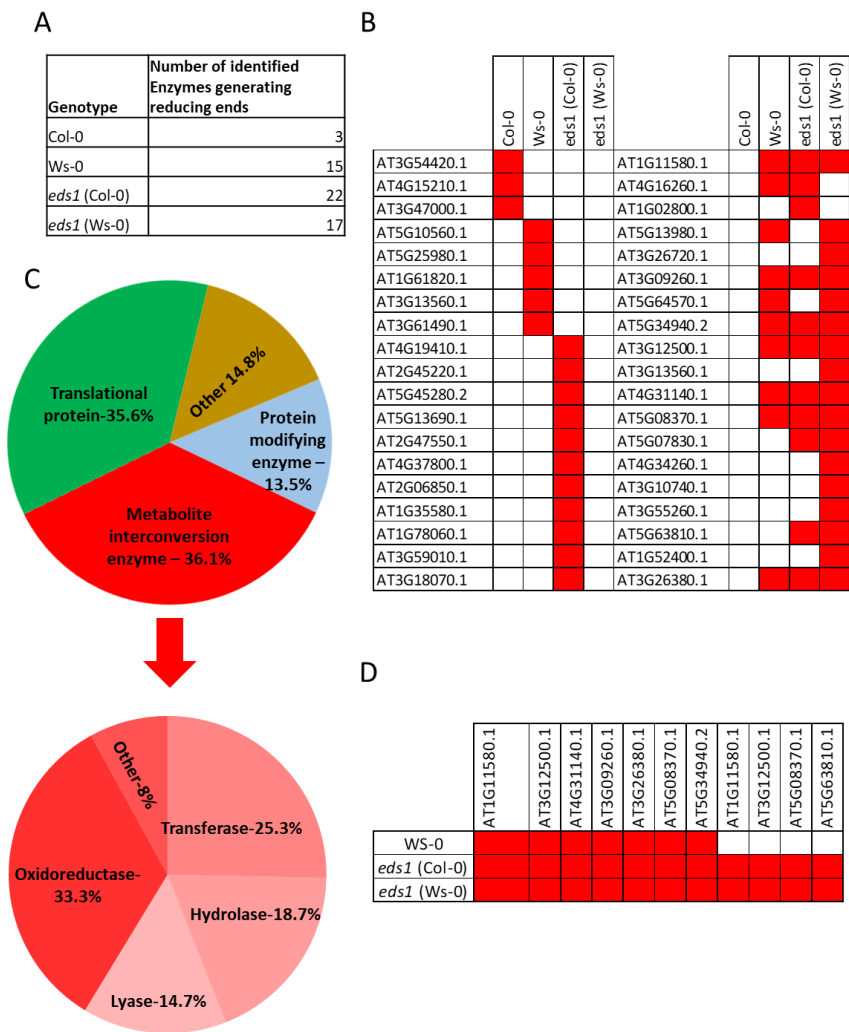 A
Genotype
Number of identified
Enzymes generating
reducing ends
Col-0 3
Ws-0 15
eds1 (Col-0) 22
eds1 (Ws-0) 17
B
Col-0
Ws-0
eds1 (Col-0)
eds1 (Ws-0)
Col-0
Ws-0
eds1 (Col-0)
eds1 (Ws-0)
AT3G54420.1 AT1G11580.1
AT4G15210.1 AT4G16260.1
AT3G47000.1 AT1G02800.1
AT5G10560.1 AT5G13980.1
AT5G25980.1 AT3G26720.1
AT1G61820.1 AT3G09260.1
AT3G13560.1 AT5G64570.1
AT3G61490.1 AT5G34940.2
AT4G19410.1 AT3G12500.1
AT2G45220.1 AT3G13560.1
AT5G45280.2 AT4G31140.1
AT5G13690.1 AT5G08370.1
AT2G47550.1 AT5G07830.1
AT4G37800.1 AT4G34260.1
AT2G06850.1 AT3G10740.1
AT1G35580.1 AT3G55260.1
AT1G78060.1 AT5G63810.1
AT3G59010.1 AT1G52400.1
AT3G18070.1 AT3G26380.1
C
Translational
protein-35.6%
Other 14.8%
Protein
modifying
enzyme –
13.5%
Metabolite
interconversion
enzyme – 36.1%
Other-8%
Transferase-25.3%
Oxidoreductase-
33.3%
Hydrolase-18.7%
Lyase-14.7%
D
AT1G11580.1
AT3G12500.1
AT4G31140.1
AT3G09260.1
AT3G26380.1
AT5G08370.1
AT5G34940.2
AT1G11580.1
AT3G12500.1
AT5G08370.1
AT5G63810.1
WS-0
eds1 (Col-0)
eds1 (Ws-0)